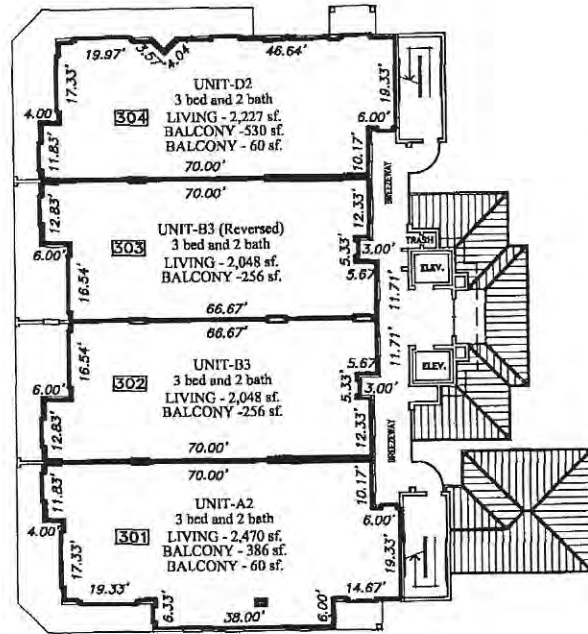 19.97'
3.57'
4.04
46.64'
17.33'
19.33'
UNIT-D2
3 bed and 2 bath
304
LIVING - 2,227 sf.
BALCONY -530 sf.
BALCONY - 60 sf.
4.00'
6.00'
11.83'
10.17'
70.00'
70.00'
BREEZEWAY
12.83'
12.33'
UNIT-B3 (Reversed)
3 bed and 2 bath
303
LIVING - 2,048 sf.
BALCONY -256 sf.
TRASH
6.00'
5.33'
3.00'
5.67
ELEV.
16.54'
11.71'
66.67'
66.67'
16.54'
11.71'
UNIT-B3
3 bed and 2 bath
302
LIVING - 2,048 sf.
BALCONY -256 sf.
5.67
ELEV.
6.00'
5.33'
3.00'
12.83'
12.33'
70.00'
70.00'
BREEZEWAY
11.83'
10.17'
UNIT-A2
3 bed and 2 bath
301
LIVING - 2,470 sf.
BALCONY - 386 sf.
BALCONY - 60 sf.
4.00'
6.00'
17.33'
19.33'
19.33'
14.67'
6.33'
38.00'
6.00'